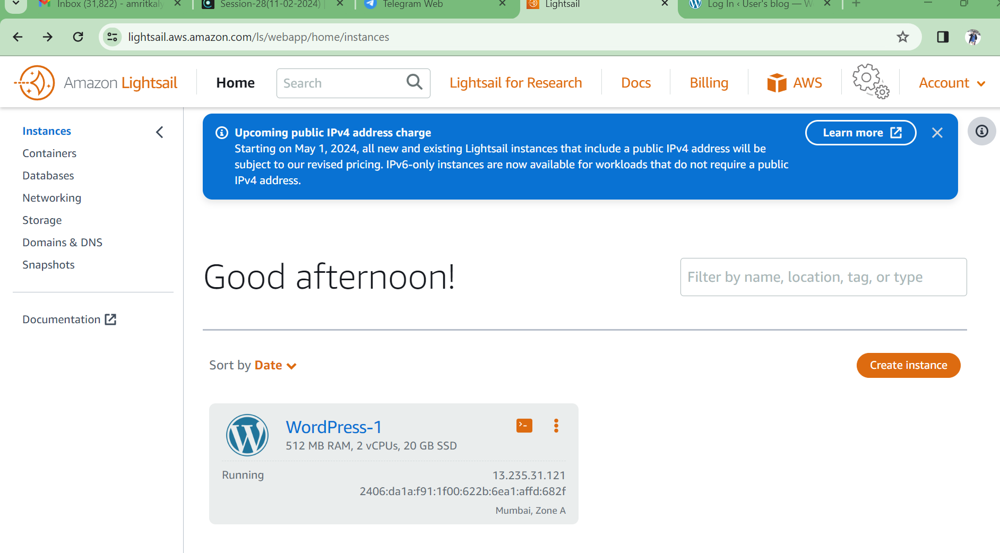 Inbox (31,822) - amritkaly
Session-28(11-02-2024)
Telegram Web
Lightsail
Log In ‹ User's blog — W
lightsail.aws.amazon.com/ls/webapp/home/instances
Amazon Lightsail
Home
Search
Lightsail for Research
Docs
Billing
AWS
Account
Instances
Containers
Databases
Networking
Storage
Domains & DNS
Snapshots
Documentation
Upcoming public IPv4 address charge
Starting on May 1, 2024, all new and existing Lightsail instances that include a public IPv4 address will be
subject to our revised pricing. IPv6-only instances are now available for workloads that do not require a public
IPv4 address.
Learn more
Good afternoon!
Filter by name, location, tag, or type
Sort by Date
Create instance
WordPress-1
512 MB RAM, 2 vCPUs, 20 GB SSD
Running
13.235.31.121
2406:da1a:f91:1f00:622b:6ea1:affd:682f
Mumbai, Zone A